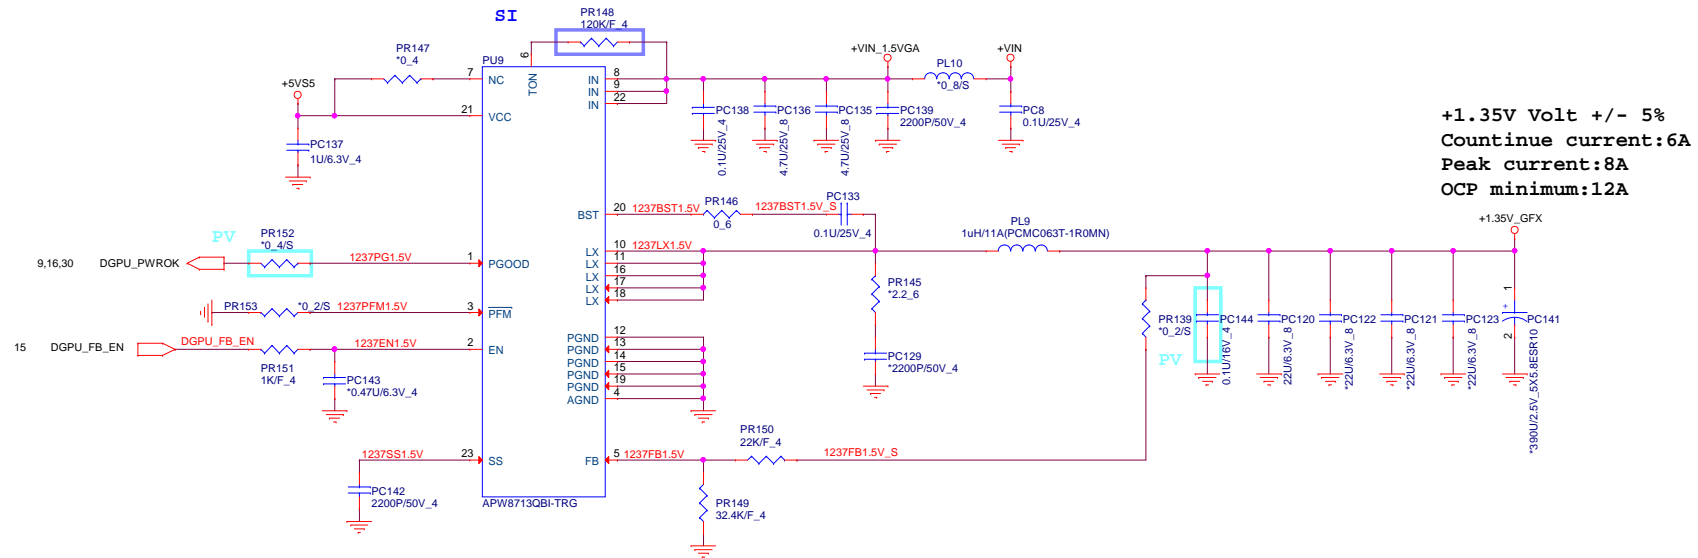 SI
PR148
120K/F_4
PR147
*0_4
+5VS5
PC137
1U/6.3V_4
6
TON
PU9
7
NC
21
VCC
IN
8
IN
9
IN
22
+VIN_1.5VGA
+VIN
PL10
*0_8/S
PC138
0.1U/25V_4
PC136
4.7U/25V_8
PC135
4.7U/25V_8
PC139
2200P/50V_4
PC8
0.1U/25V_4
+1.35V Volt +/- 5%
Countinue current:6A
Peak current:8A
OCP minimum:12A
BST
20
1237BST1.5V
PR146
0_6
1237BST1.5V_S
PC133
0.1U/25V_4
PL9
1uH/11A(PCMC063T-1R0MN)
+1.35V_GFX
LX
10
1237LX1.5V
LX
11
LX
16
LX
17
LX
18
PV
PR152
*0_4/S
9,16,30
DGPU_PWROK
1237PG1.5V
1
PGOOD
PR153
*0_2/S
1237PFM1.5V
3
PFM
15
DGPU_FB_EN
DGPU_FB_EN
1237EN1.5V
2
EN
PR151
1K/F_4
PC143
*0.47U/6.3V_4
PGND
12
PGND
13
PGND
14
PGND
15
PGND
19
AGND
4
PR145
*2.2_6
PC129
*2200P/50V_4
PR139
*0_2/S
PV
PC144
0.1U/16V_4
PC120
22U/6.3V_8
PC122
*22U/6.3V_8
PC121
*22U/6.3V_8
PC123
*22U/6.3V_8
1
+
2
PC141
*390U/2.5V_5X5.8ESR10
1237SS1.5V
23
SS
PC142
2200P/50V_4
FB
5
1237FB1.5V
PR150
22K/F_4
1237FB1.5V_S
PR149
32.4K/F_4
APW8713QBI-TRG